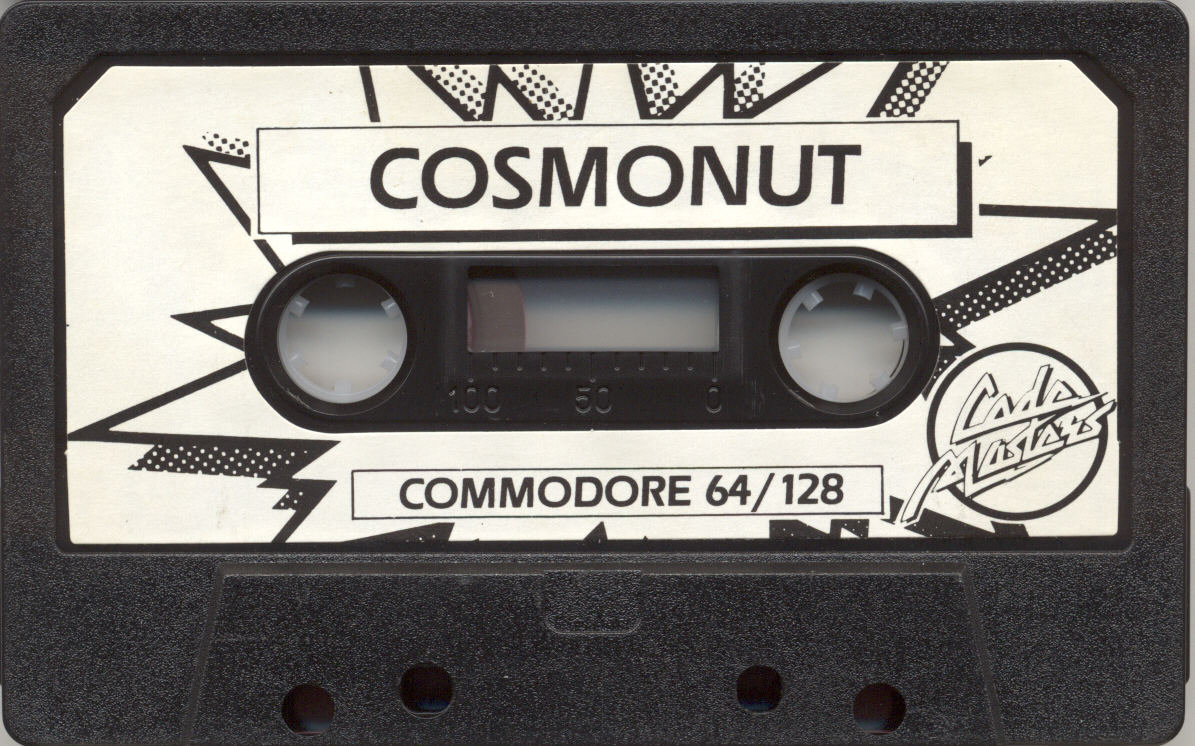 COSMONUT
100 50 0
COMMODORE 64/128
Code
Masters